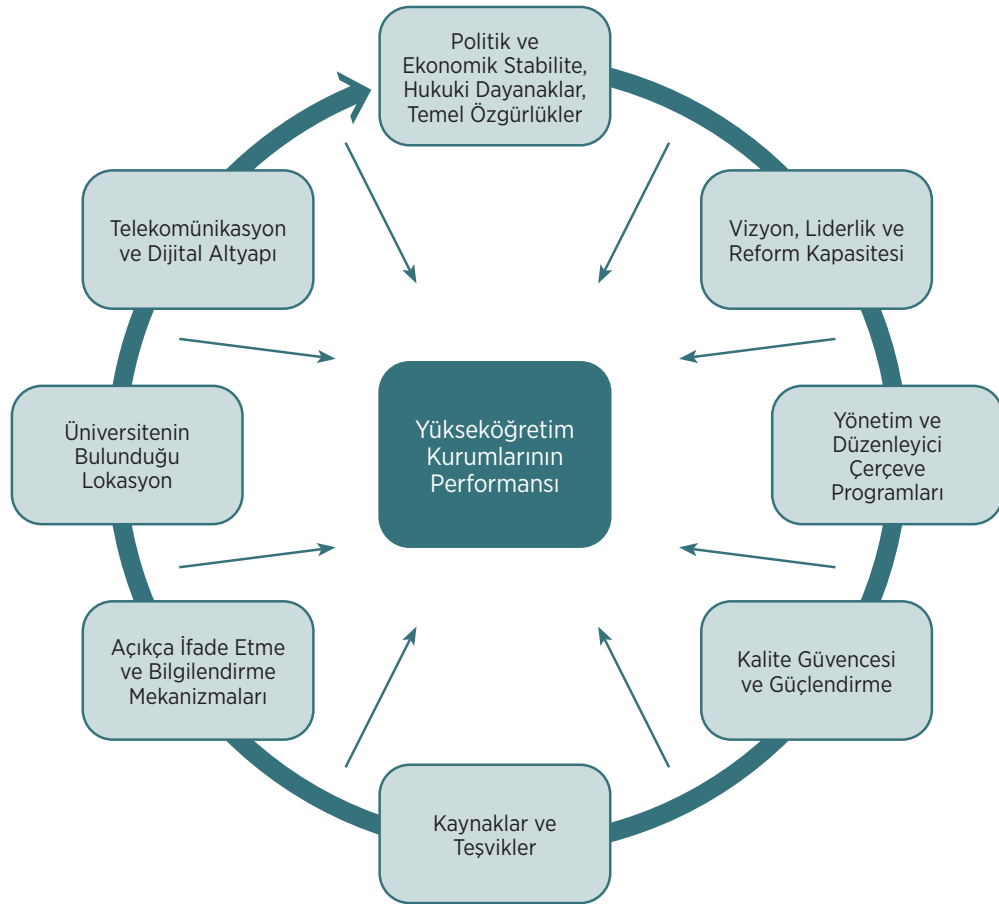 Politik ve
Ekonomik Stabilite,
Hukuki Dayanaklar,
Temel Özgürlükler
Vizyon, Liderlik ve
Reform Kapasitesi
Yönetim ve
Düzenleyici
Çerçeve
Programları
Kalite Güvencesi
ve Güçlendirme
Kaynaklar ve
Teşvikler
Açıkça İfade Etme
ve Bilgilendirme
Mekanizmaları
Üniversitenin
Bulunduğu
Lokasyon
Telekomünikasyon
ve Dijital Altyapı
Yükseköğretim
Kurumlarının
Performansı